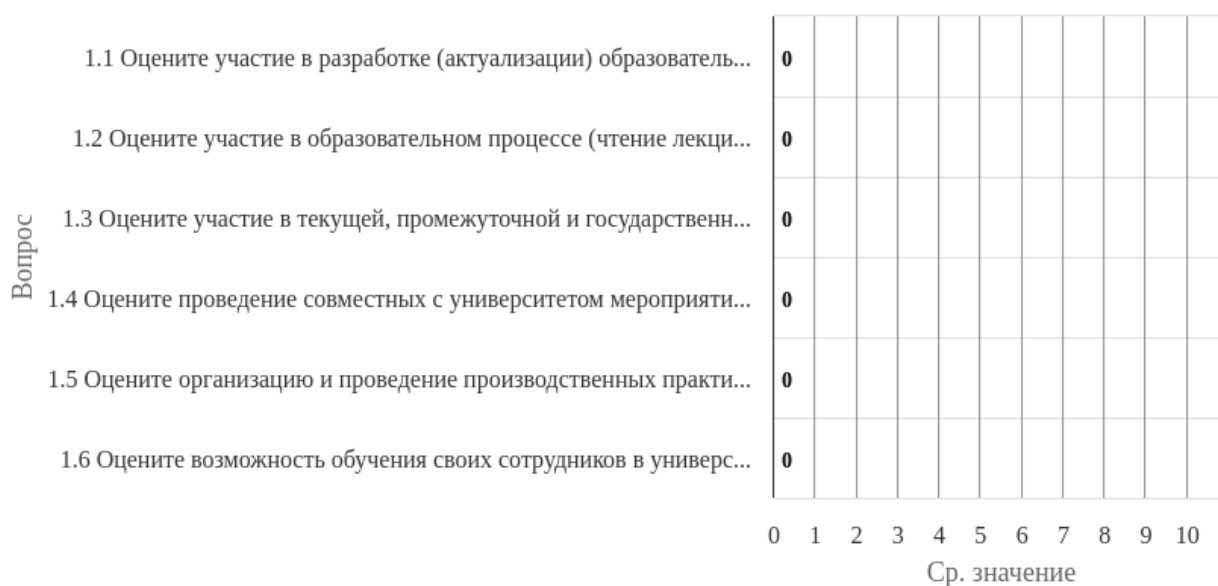 1.1 Оцените участие в разработке (актуализации) образователь... 0
1.2 Оцените участие в образовательном процессе (чтение лекци... 0
1.3 Оцените участие в текущей, промежуточной и государственн... 0
1.4 Оцените проведение совместных с университетом мероприяти... 0
1.5 Оцените организацию и проведение производственных практи... 0
1.6 Оцените возможность обучения своих сотрудников в универс... 0
Вопрос
0 1 2 3 4 5 6 7 8 9 10
Ср. значение